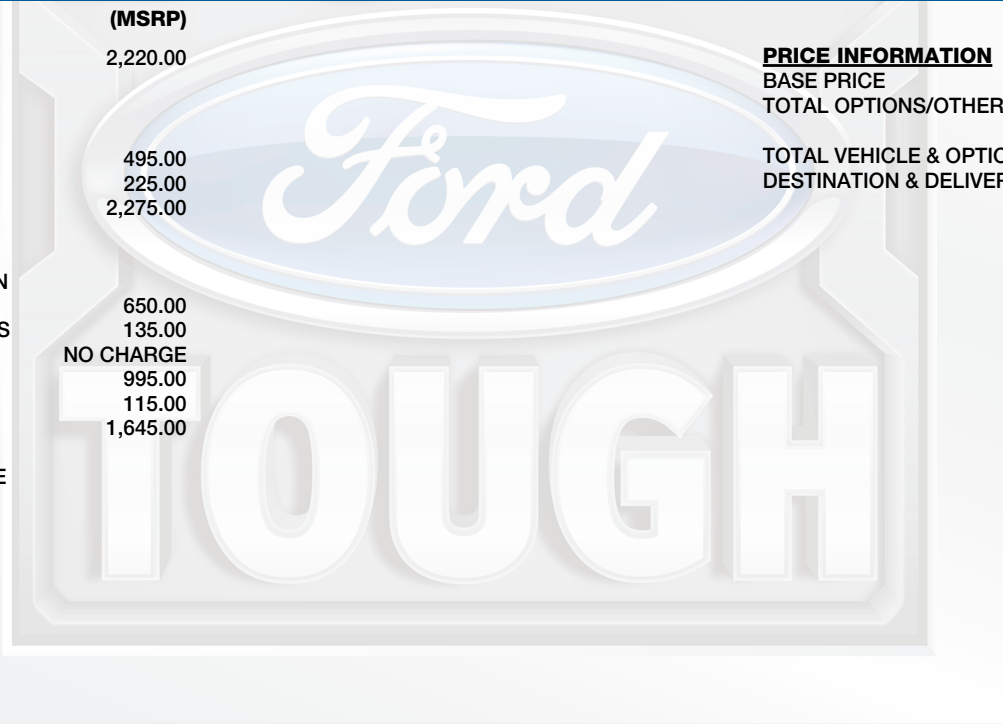 (MSRP)
2,220.00
495.00
225.00
2,275.00
N
650.00
S 135.00
NO CHARGE
995.00
115.00
1,645.00
E
PRICE INFORMATION
BASE PRICE
TOTAL OPTIONS/OTHER
TOTAL VEHICLE & OPTIO
DESTINATION & DELIVER
Ford
TOUGH